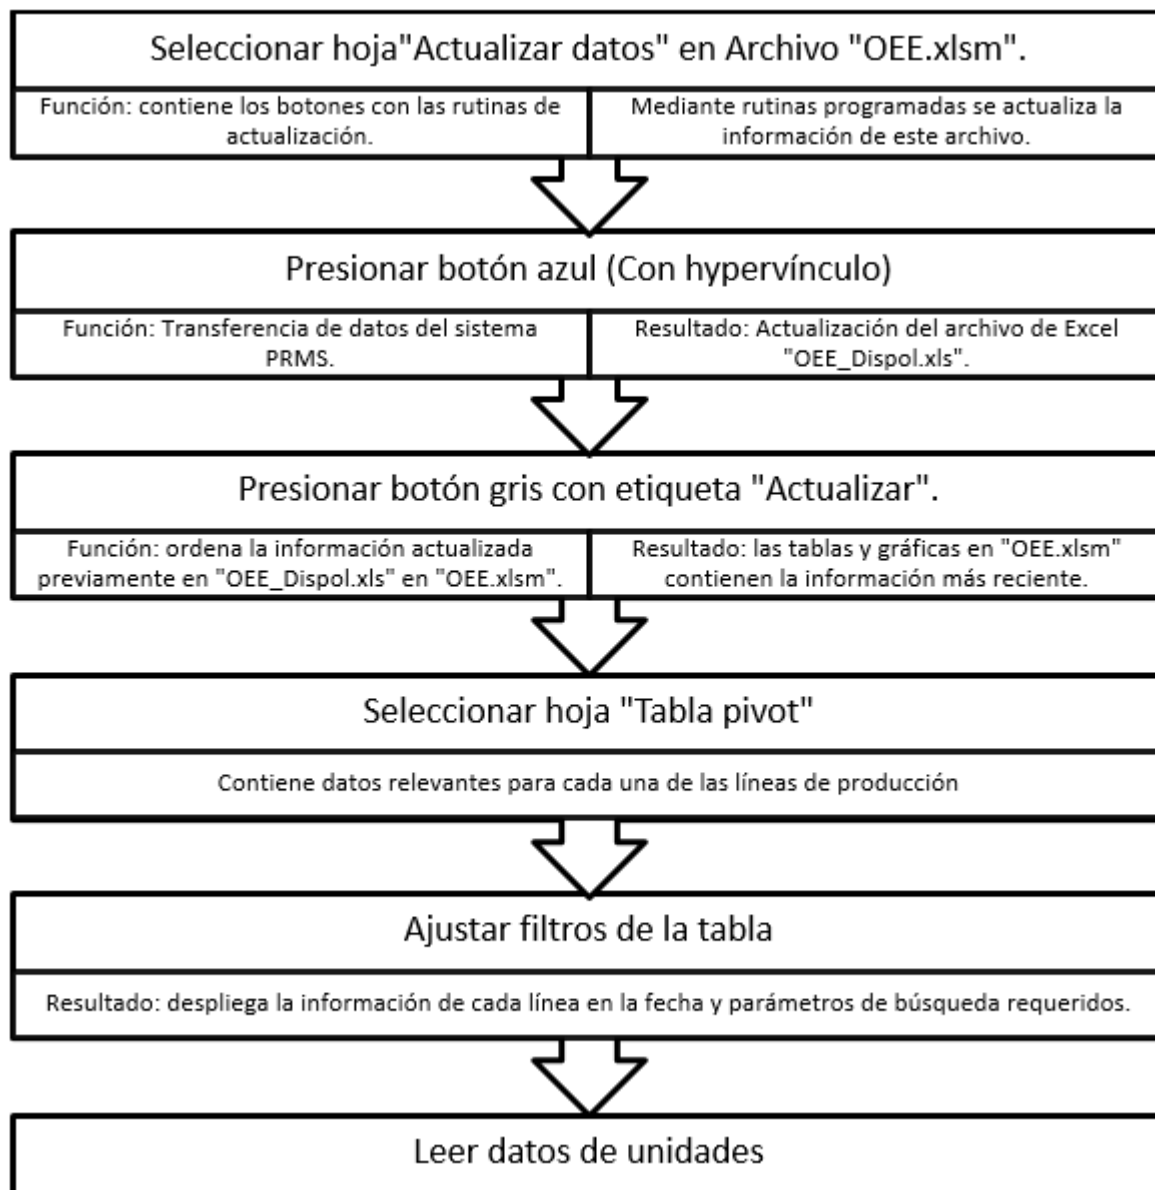 Seleccionar hoja"Actualizar datos" en Archivo "OEE.xlsm".
Función: contiene los botones con las rutinas de
actualización.
Mediante rutinas programadas se actualiza la
información de este archivo.
Presionar botón azul (Con hypervínculo)
Función: Transferencia de datos del sistema
PRMS.
Resultado: Actualización del archivo de Excel
"OEE_Dispol.xls".
Presionar botón gris con etiqueta "Actualizar".
Función: ordena la información actualizada
previamente en "OEE_Dispol.xls" en "OEE.xlsm".
Resultado: las tablas y gráficas en "OEE.xlsm"
contienen la información más reciente.
Seleccionar hoja "Tabla pivot"
Contiene datos relevantes para cada una de las líneas de producción
Ajustar filtros de la tabla
Resultado: despliega la información de cada línea en la fecha y parámetros de búsqueda requeridos.
Leer datos de unidades